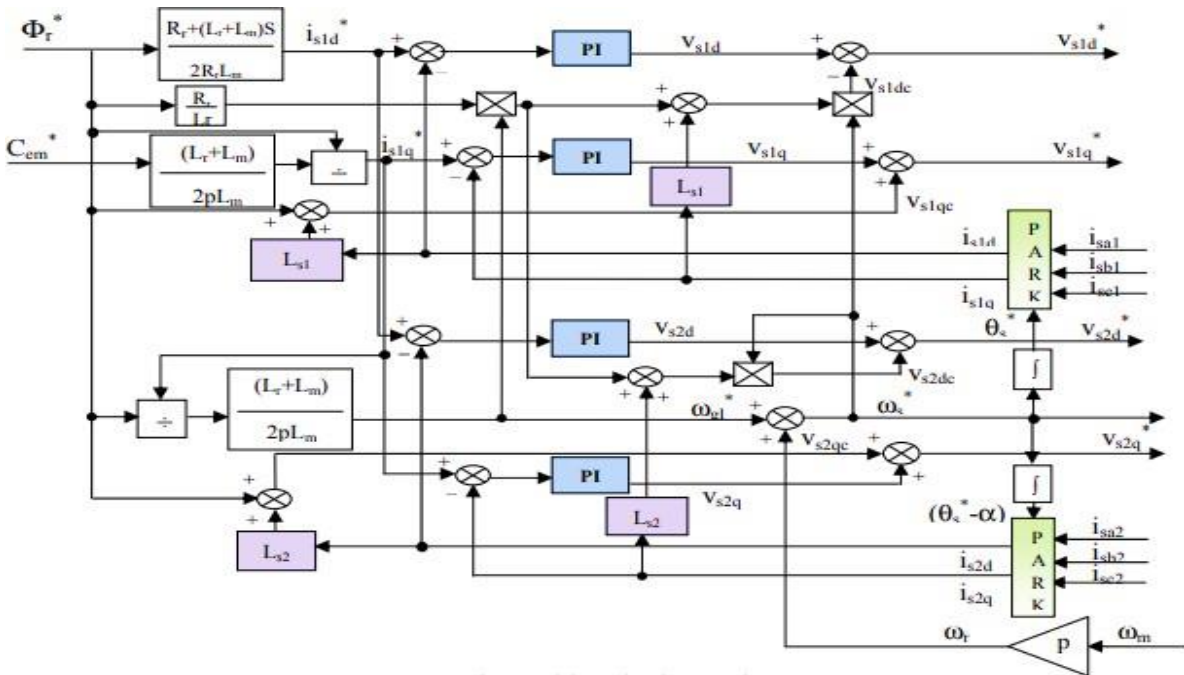 Φr* Rr+(Lr+Lm)S is1d* + PI vs1d + vs1d*
2RrLm − − vs1dc
Rr + 
Lr +
Cem* (Lr+Lm) ÷ is1q* + PI vs1q + vs1q*
2pLm − Ls1 +
+ + vs1qc
Ls1 is1d P isa1
A isb1
R isc1
is1q K
+ PI vs2d + θs* vs2d*
− + ∫
+ + vs2dc
÷ (Lr+Lm) ωgl* + ωs*
2pLm + vs2qc + vs2q*
+ + PI +
+ − vs2q ∫
Ls2 Ls2 (θs*-α)
P isa2
is2d A isb2
R isc2
is2q K
ωr p ωm